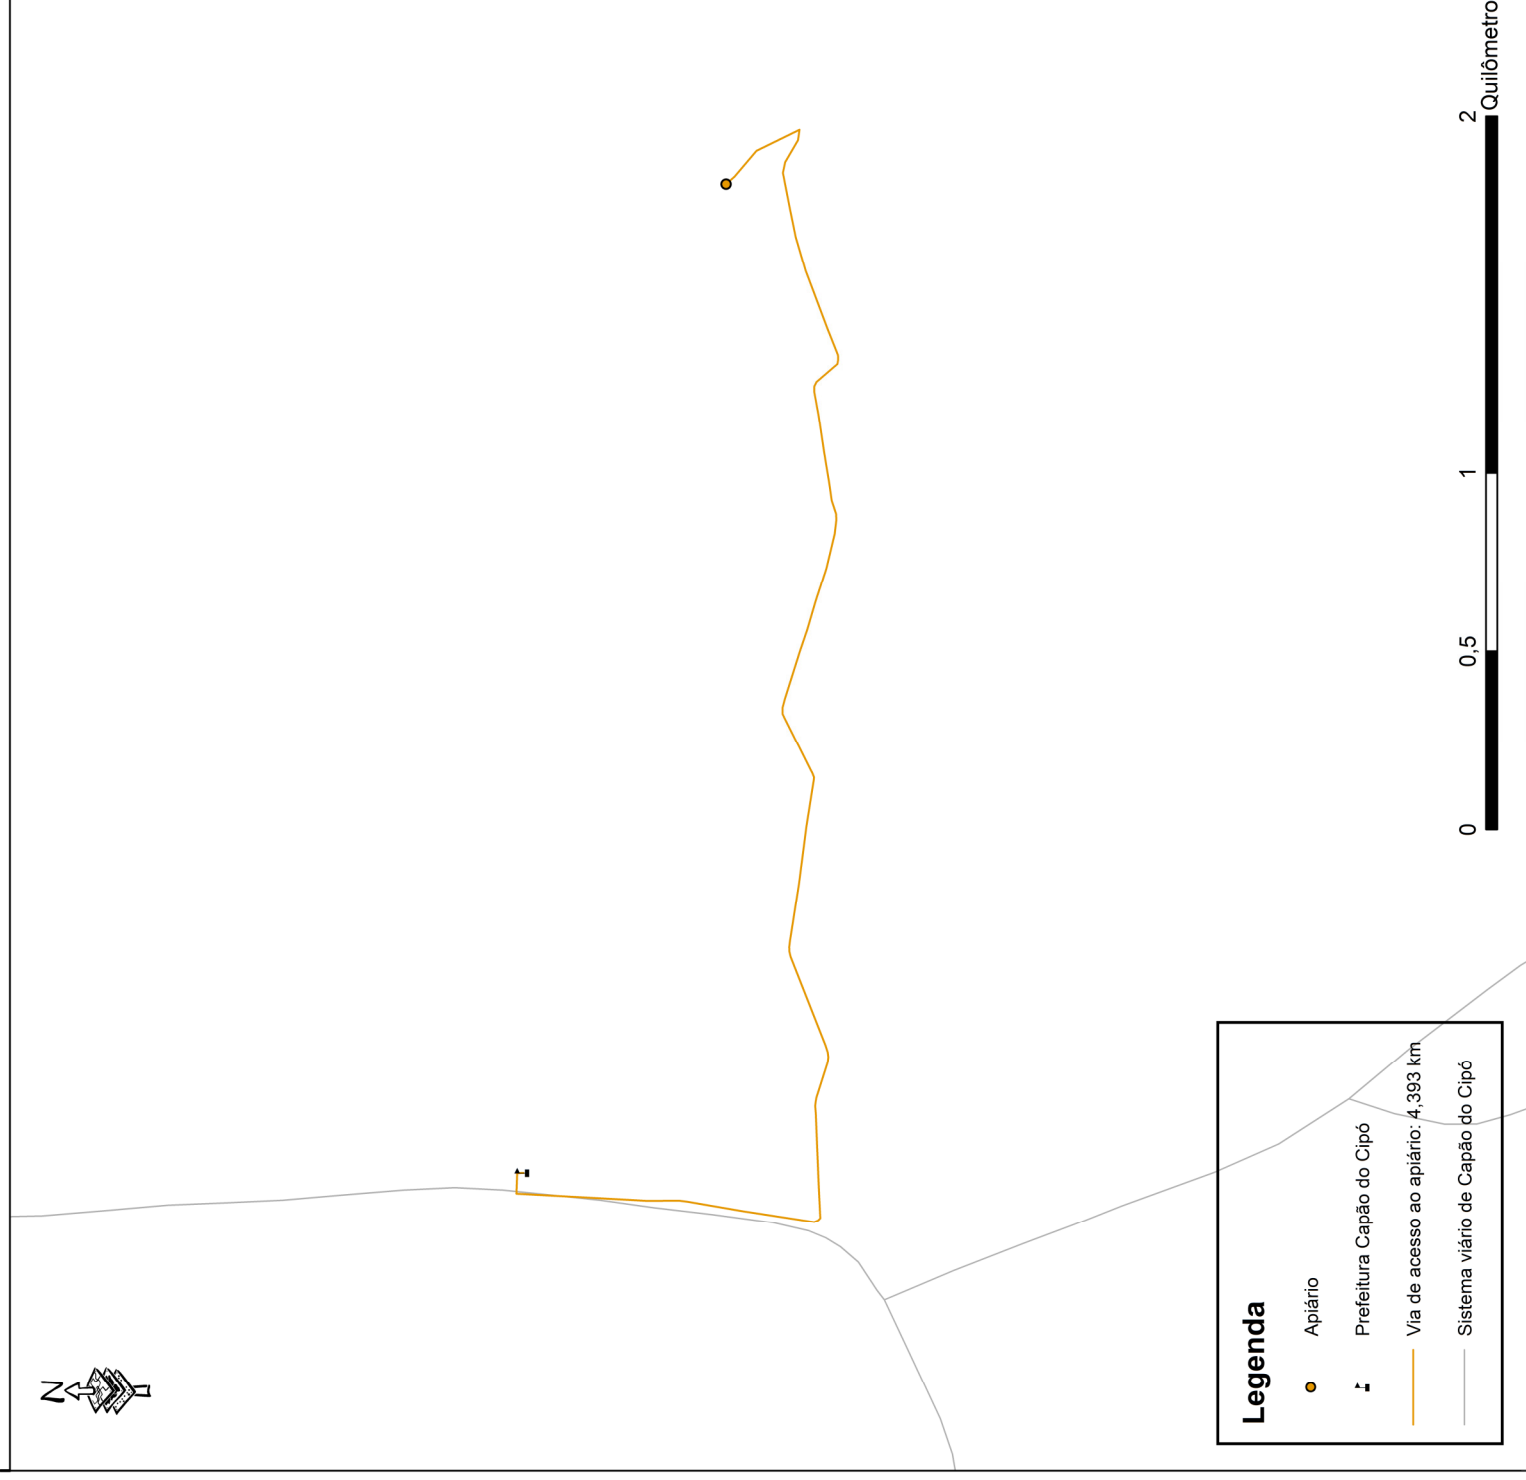 N
Legenda
Apiário
Prefeitura Capão do Cipó
Via de acesso ao apiário: 4,393 km
Sistema viário de Capão do Cipó
0 0,5 1 2
Quilômetro